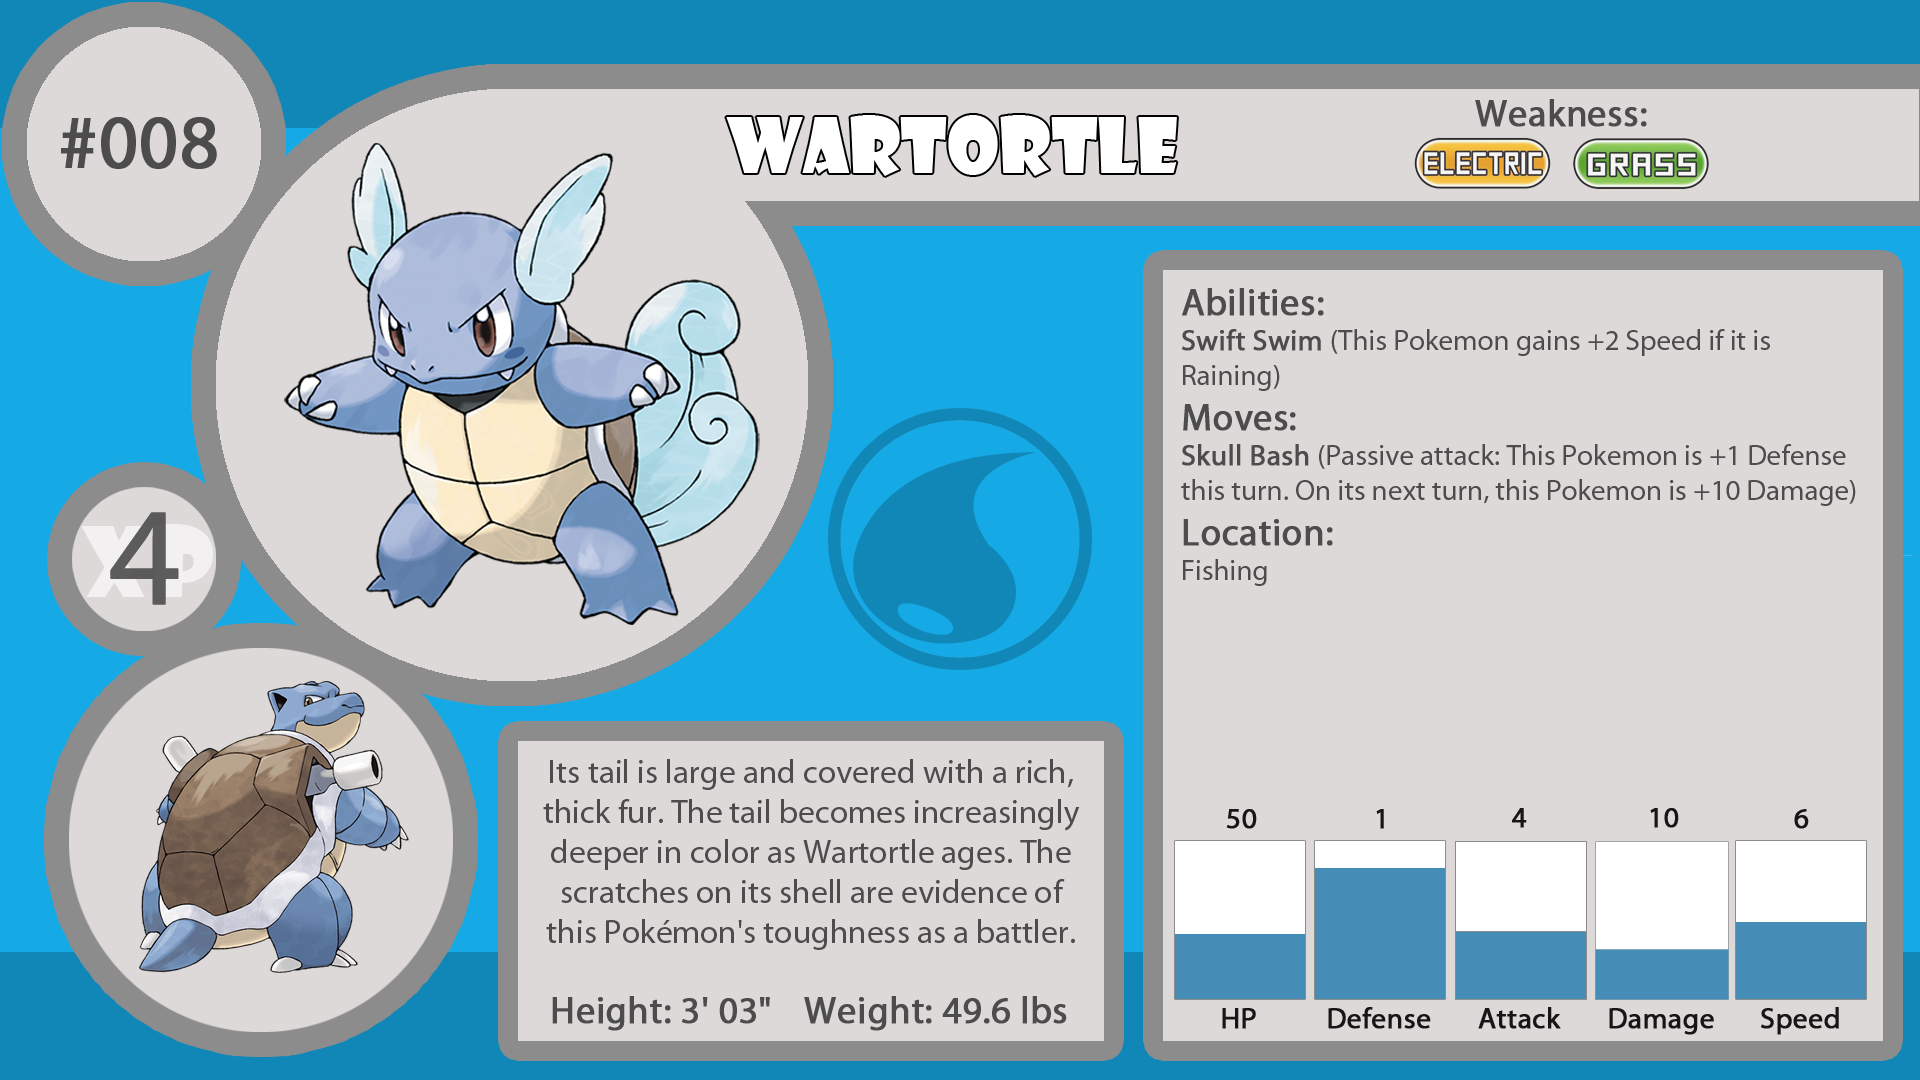 #008
WARTORTLE
Weakness:
ELECTRIC GRASS
Abilities:
Swift Swim (This Pokemon gains +2 Speed if it is
Raining)
Moves:
Skull Bash (Passive attack: This Pokemon is +1 Defense
this turn. On its next turn, this Pokemon is +10 Damage)
Location:
Fishing
XP
4
Its tail is large and covered with a rich,
thick fur. The tail becomes increasingly
deeper in color as Wartortle ages. The
scratches on its shell are evidence of
this Pokémon's toughness as a battler.
Height: 3' 03" Weight: 49.6 lbs
50 1 4 10 6
HP Defense Attack Damage Speed